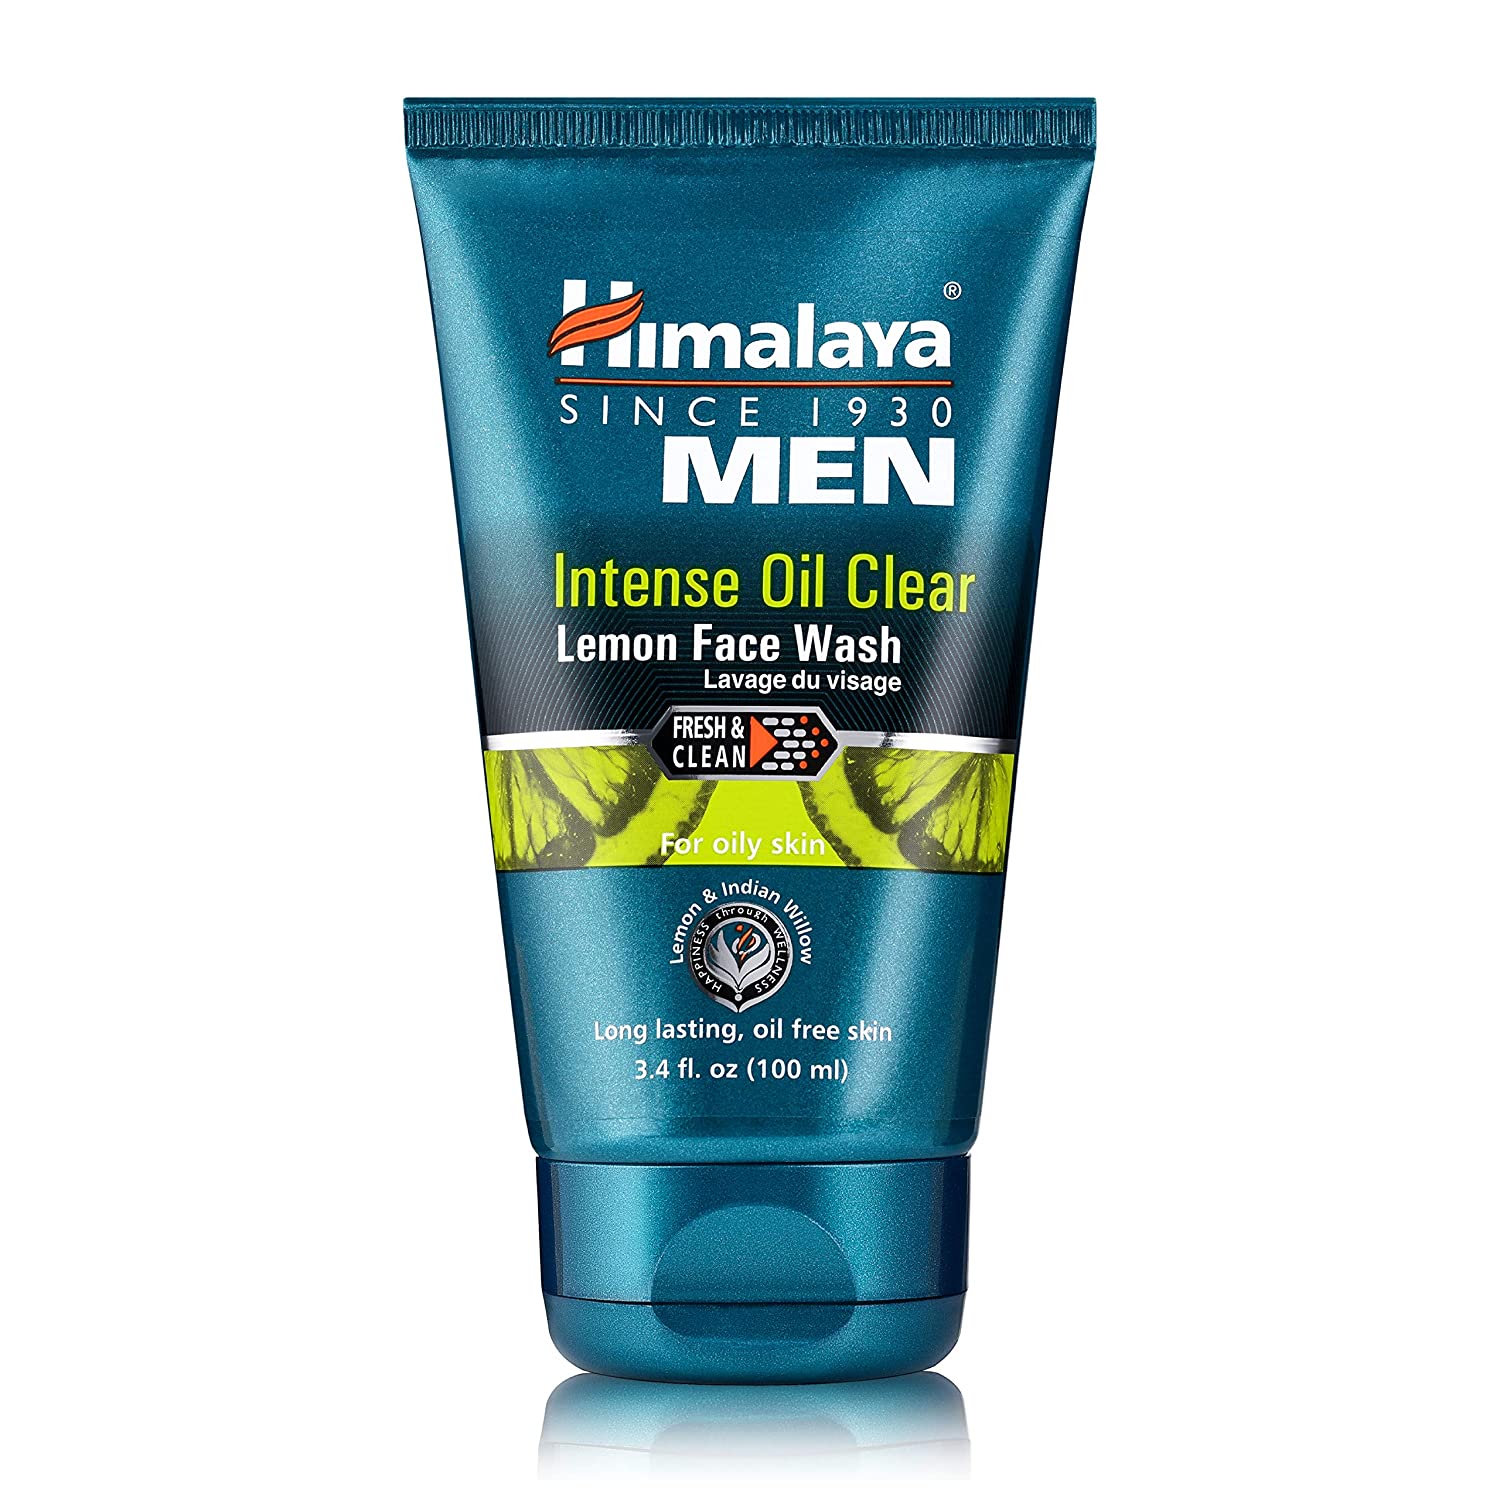 Himalaya®
SINCE 1930
MEN
Intense Oil Clear
Lemon Face Wash
Lavage du visage
FRESH &
CLEAN
For oily skin
Lemon & Indian Willow
HAPPINESS through WELLNESS
Long lasting, oil free skin
3.4 fl. oz (100 ml)